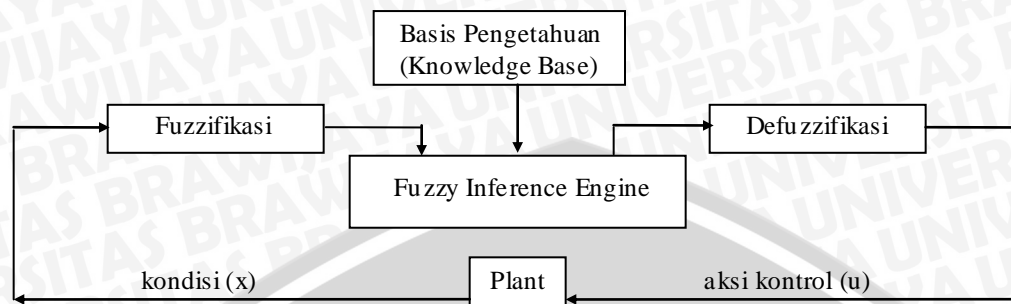 Basis Pengetahuan
(Knowledge Base)
Fuzzifikasi
Defuzzifikasi
Fuzzy Inference Engine
kondisi (x)
Plant
aksi kontrol (u)